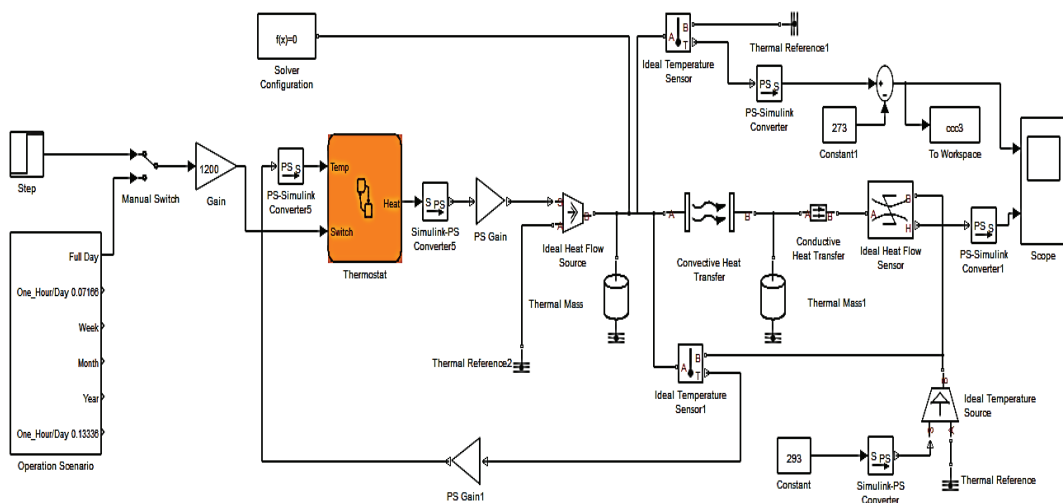 f(x)=0
Solver
Configuration
A
B
T
Ideal Temperature
Sensor
Thermal Reference1
PS S
PS-Simulink
Converter
+
-
273
Constant1
ccc3
To Workspace
Scope
Step
Manual Switch
1200
Gain
PS S
PS-Simulink
Converter5
Temp
Heat
Switch
Thermostat
S PS
Simulink-PS
Converter5
PS Gain
S
A
B
Ideal Heat Flow
Source
A
B
Convective Heat
Transfer
A
B
Conductive
Heat Transfer
A
B
H
Ideal Heat Flow
Sensor
PS S
PS-Simulink
Converter1
Full Day
One_Hour/Day 0.07166
Week
Month
Year
One_Hour/Day 0.13336
Operation Scenario
Thermal Mass
Thermal Mass1
Thermal Reference2
A
B
T
Ideal Temperature
Sensor1
PS Gain1
B
S
A
Ideal Temperature
Source
293
Constant
S PS
Simulink-PS
Converter
Thermal Reference